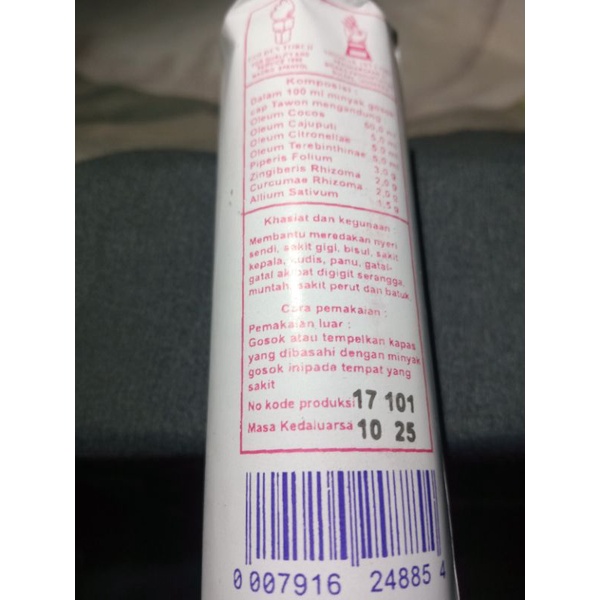 Komposisi :
Dalam 100 ml minyak gosok
cap Tawon mengandung :
Oleum Cocos
Oleum Cajuputi
Oleum Citronellae
Oleum Terebinthinae
Piperis Folium
Zingiberis Rhizoma
Curcumae Rhizoma
Allium Sativum
Khasiat dan kegunaan
Membantu meredakan nyeri
sendi, sakit gigi, bisul, sakit
kepala, kudis, panu, gatal-
gatal akibat digigit serangga,
muntah, sakit perut dan batuk
Cara pemakaian :
Pemakaian luar :
Gosok atau tempelkan kapas
yang dibasahi dengan minyak
gosok inipada tempat yang
sakit
No kode produksi 17 101
Masa Kedaluarsa 10 25
0 007916 24885 4